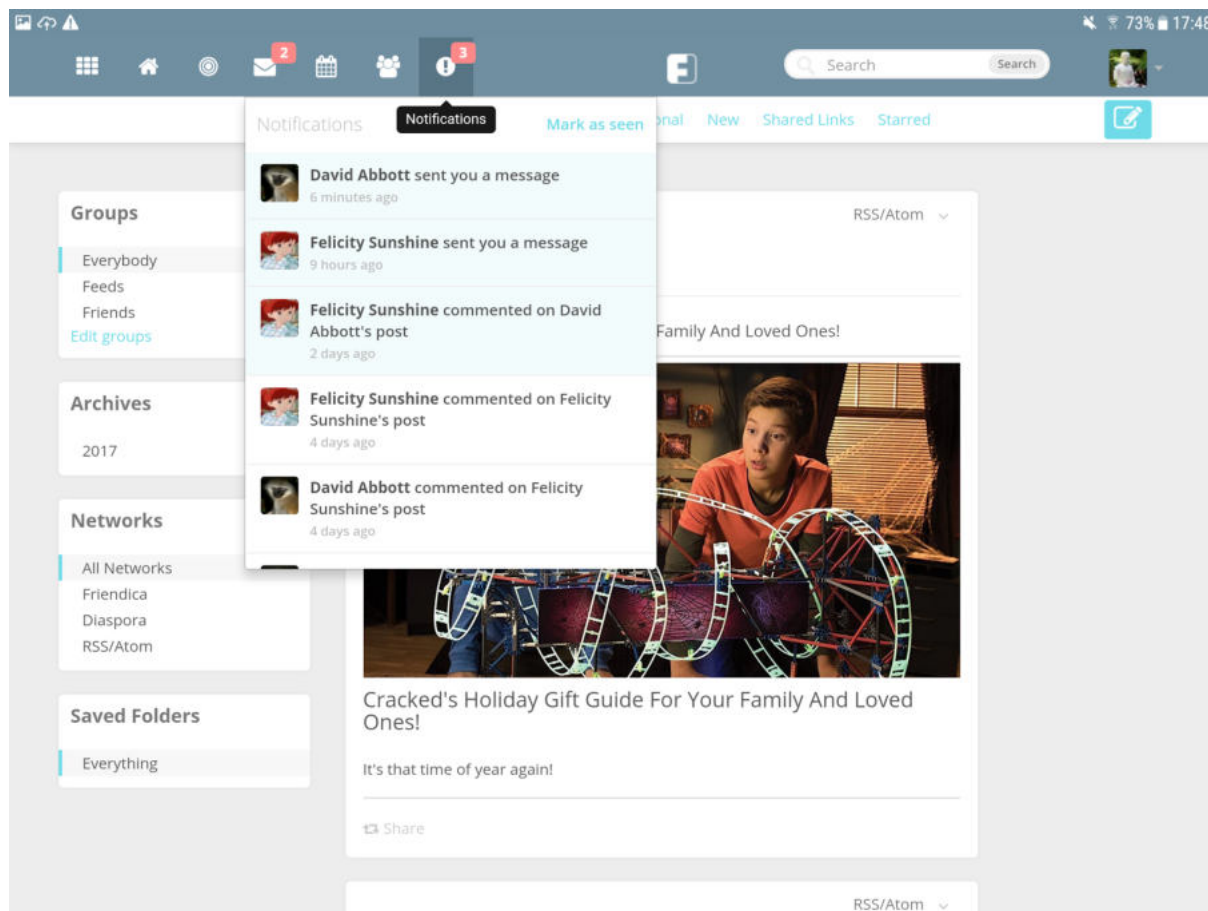 73% 17:48
2
3
Search
Search
Notifications
Notifications
Mark as seen
New
Shared Links
Starred
David Abbott sent you a message
6 minutes ago
Felicity Sunshine sent you a message
9 hours ago
Felicity Sunshine commented on David
Abbott's post
2 days ago
Felicity Sunshine commented on Felicity
Sunshine's post
4 days ago
David Abbott commented on Felicity
Sunshine's post
4 days ago
Groups
Everybody
Feeds
Friends
Edit groups
Archives
2017
Networks
All Networks
Friendica
Diaspora
RSS/Atom
Saved Folders
Everything
RSS/Atom
Family And Loved Ones!
Cracked's Holiday Gift Guide For Your Family And Loved
Ones!
It's that time of year again!
Share
RSS/Atom